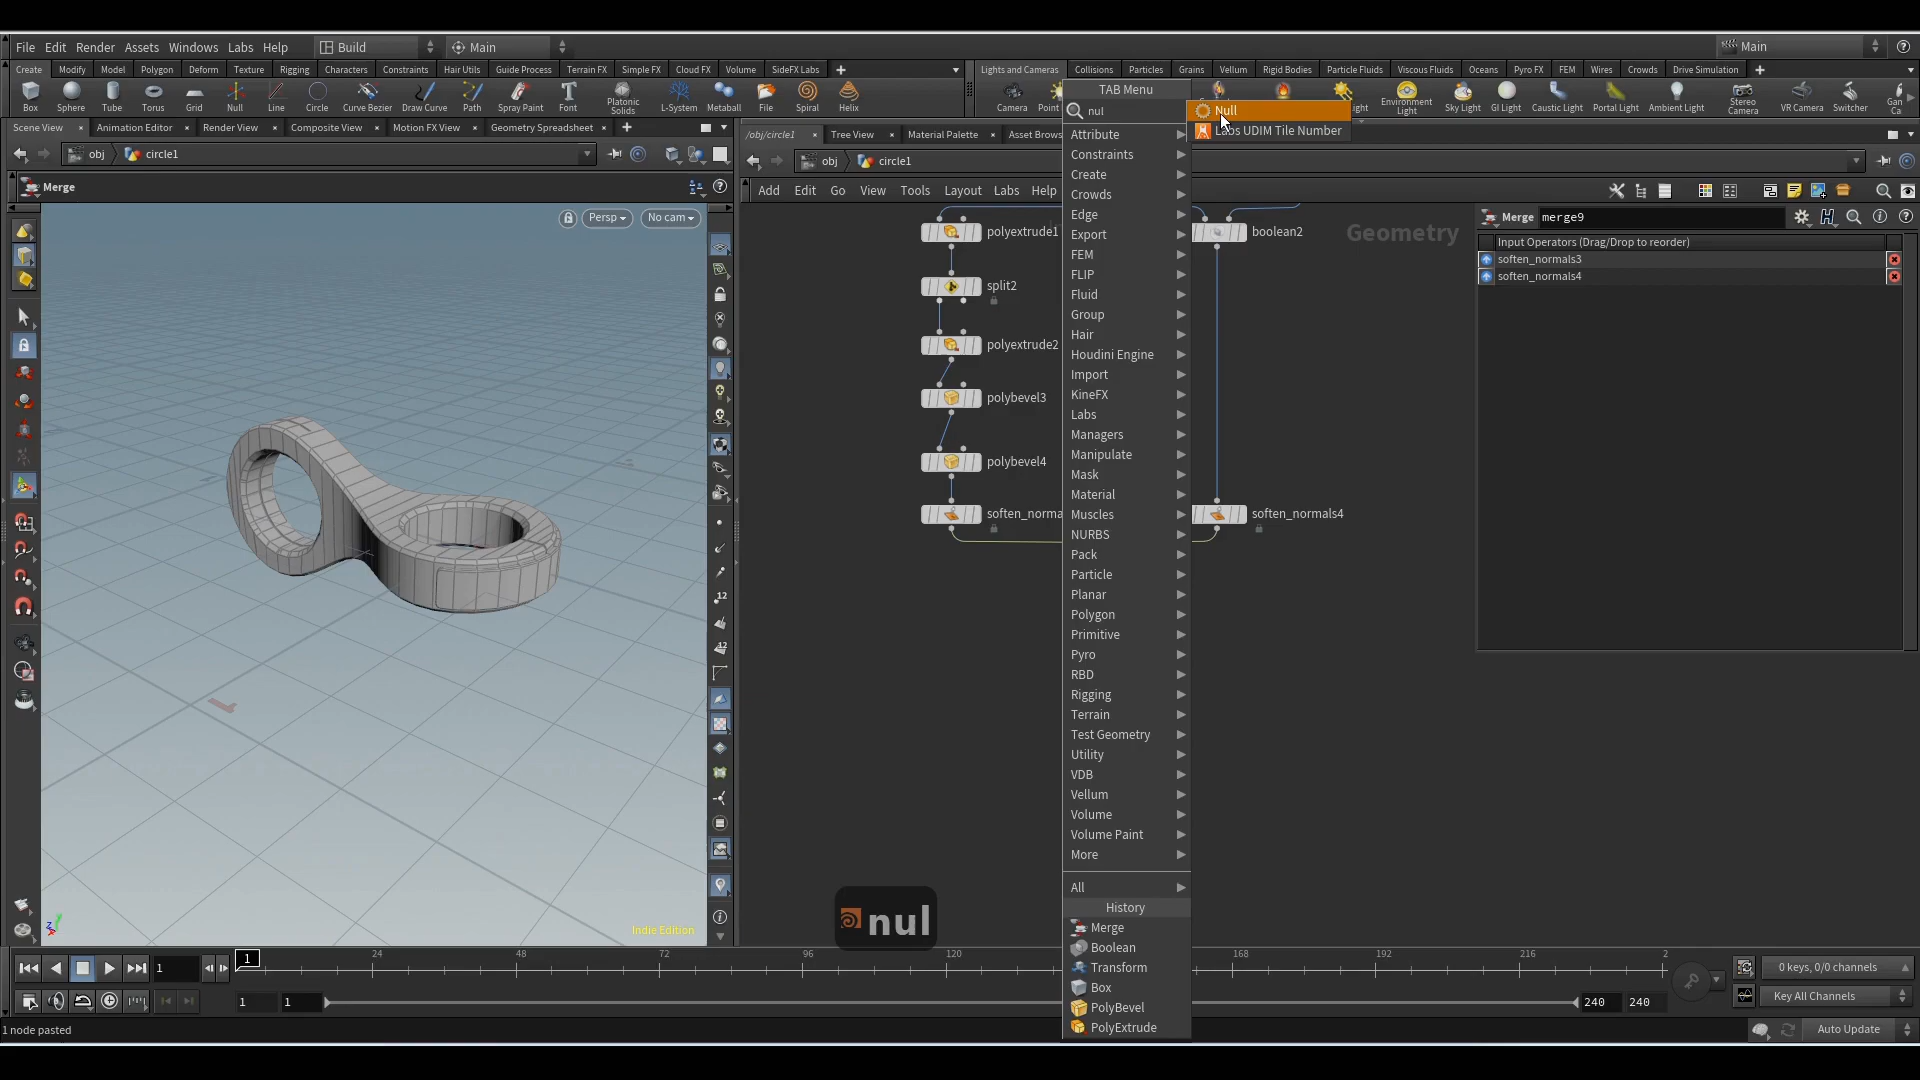 File Edit Render Assets Windows Labs Help Build Main Main
Create Modify Model Polygon Deform Texture Rigging Characters Constraints Hair Utils Guide Process Terrain FX Simple FX Cloud FX Volume SideFX Labs
Lights and Cameras Collisions Particles Grains Vellum Rigid Bodies Particle Fluids Viscous Fluids Oceans Pyro FX FEM Wires Crowds Drive Simulation
Box Sphere Tube Torus Grid Null Line Circle Curve Bezier Draw Curve Path Spray Paint Font Platonic Solids L-System Metaball File Spiral Helix
Camera Environment Light Sky Light GI Light Caustic Light Portal Light Ambient Light Stereo Camera VR Camera Switcher
Scene View Animation Editor Render View Composite View Motion FX View Geometry Spreadsheet
/obj/circle1 Tree View Material Palette
obj circle1
obj circle1
Merge
Add Edit Go View Tools Layout Labs Help
Persp No cam
Merge merge9
Input Operators (Drag/Drop to reorder)
soften_normals3
soften_normals4
Geometry
polyextrude1
boolean2
split2
polyextrude2
polybevel3
polybevel4
soften_normals4
TAB Menu
nul
Null
Labs UDIM Tile Number
Attribute
Constraints
Create
Crowds
Edge
Export
FEM
FLIP
Fluid
Group
Hair
Houdini Engine
Import
KineFX
Labs
Managers
Manipulate
Mask
Material
Muscles
NURBS
Pack
Particle
Planar
Polygon
Primitive
Pyro
RBD
Rigging
Terrain
Test Geometry
Utility
VDB
Vellum
Volume
Volume Paint
More
All
History
Merge
Boolean
Transform
Box
PolyBevel
PolyExtrude
nul
Indie Edition
1 1 24 48 72 96 120 168 192 216 2
0 keys, 0/0 channels
1 1 240 240
Key All Channels
1 node pasted
Auto Update